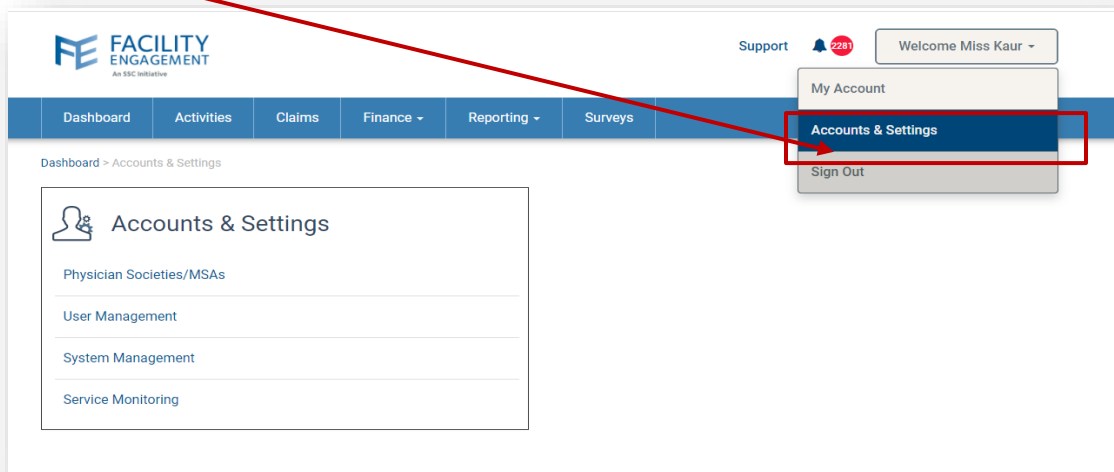 FACILITY
ENGAGEMENT
An SSC Initiative
Support 2281 Welcome Miss Kaur
My Account
Accounts & Settings
Sign Out
Dashboard Activities Claims Finance Reporting Surveys
Dashboard > Accounts & Settings
Accounts & Settings
Physician Societies/MSAs
User Management
System Management
Service Monitoring